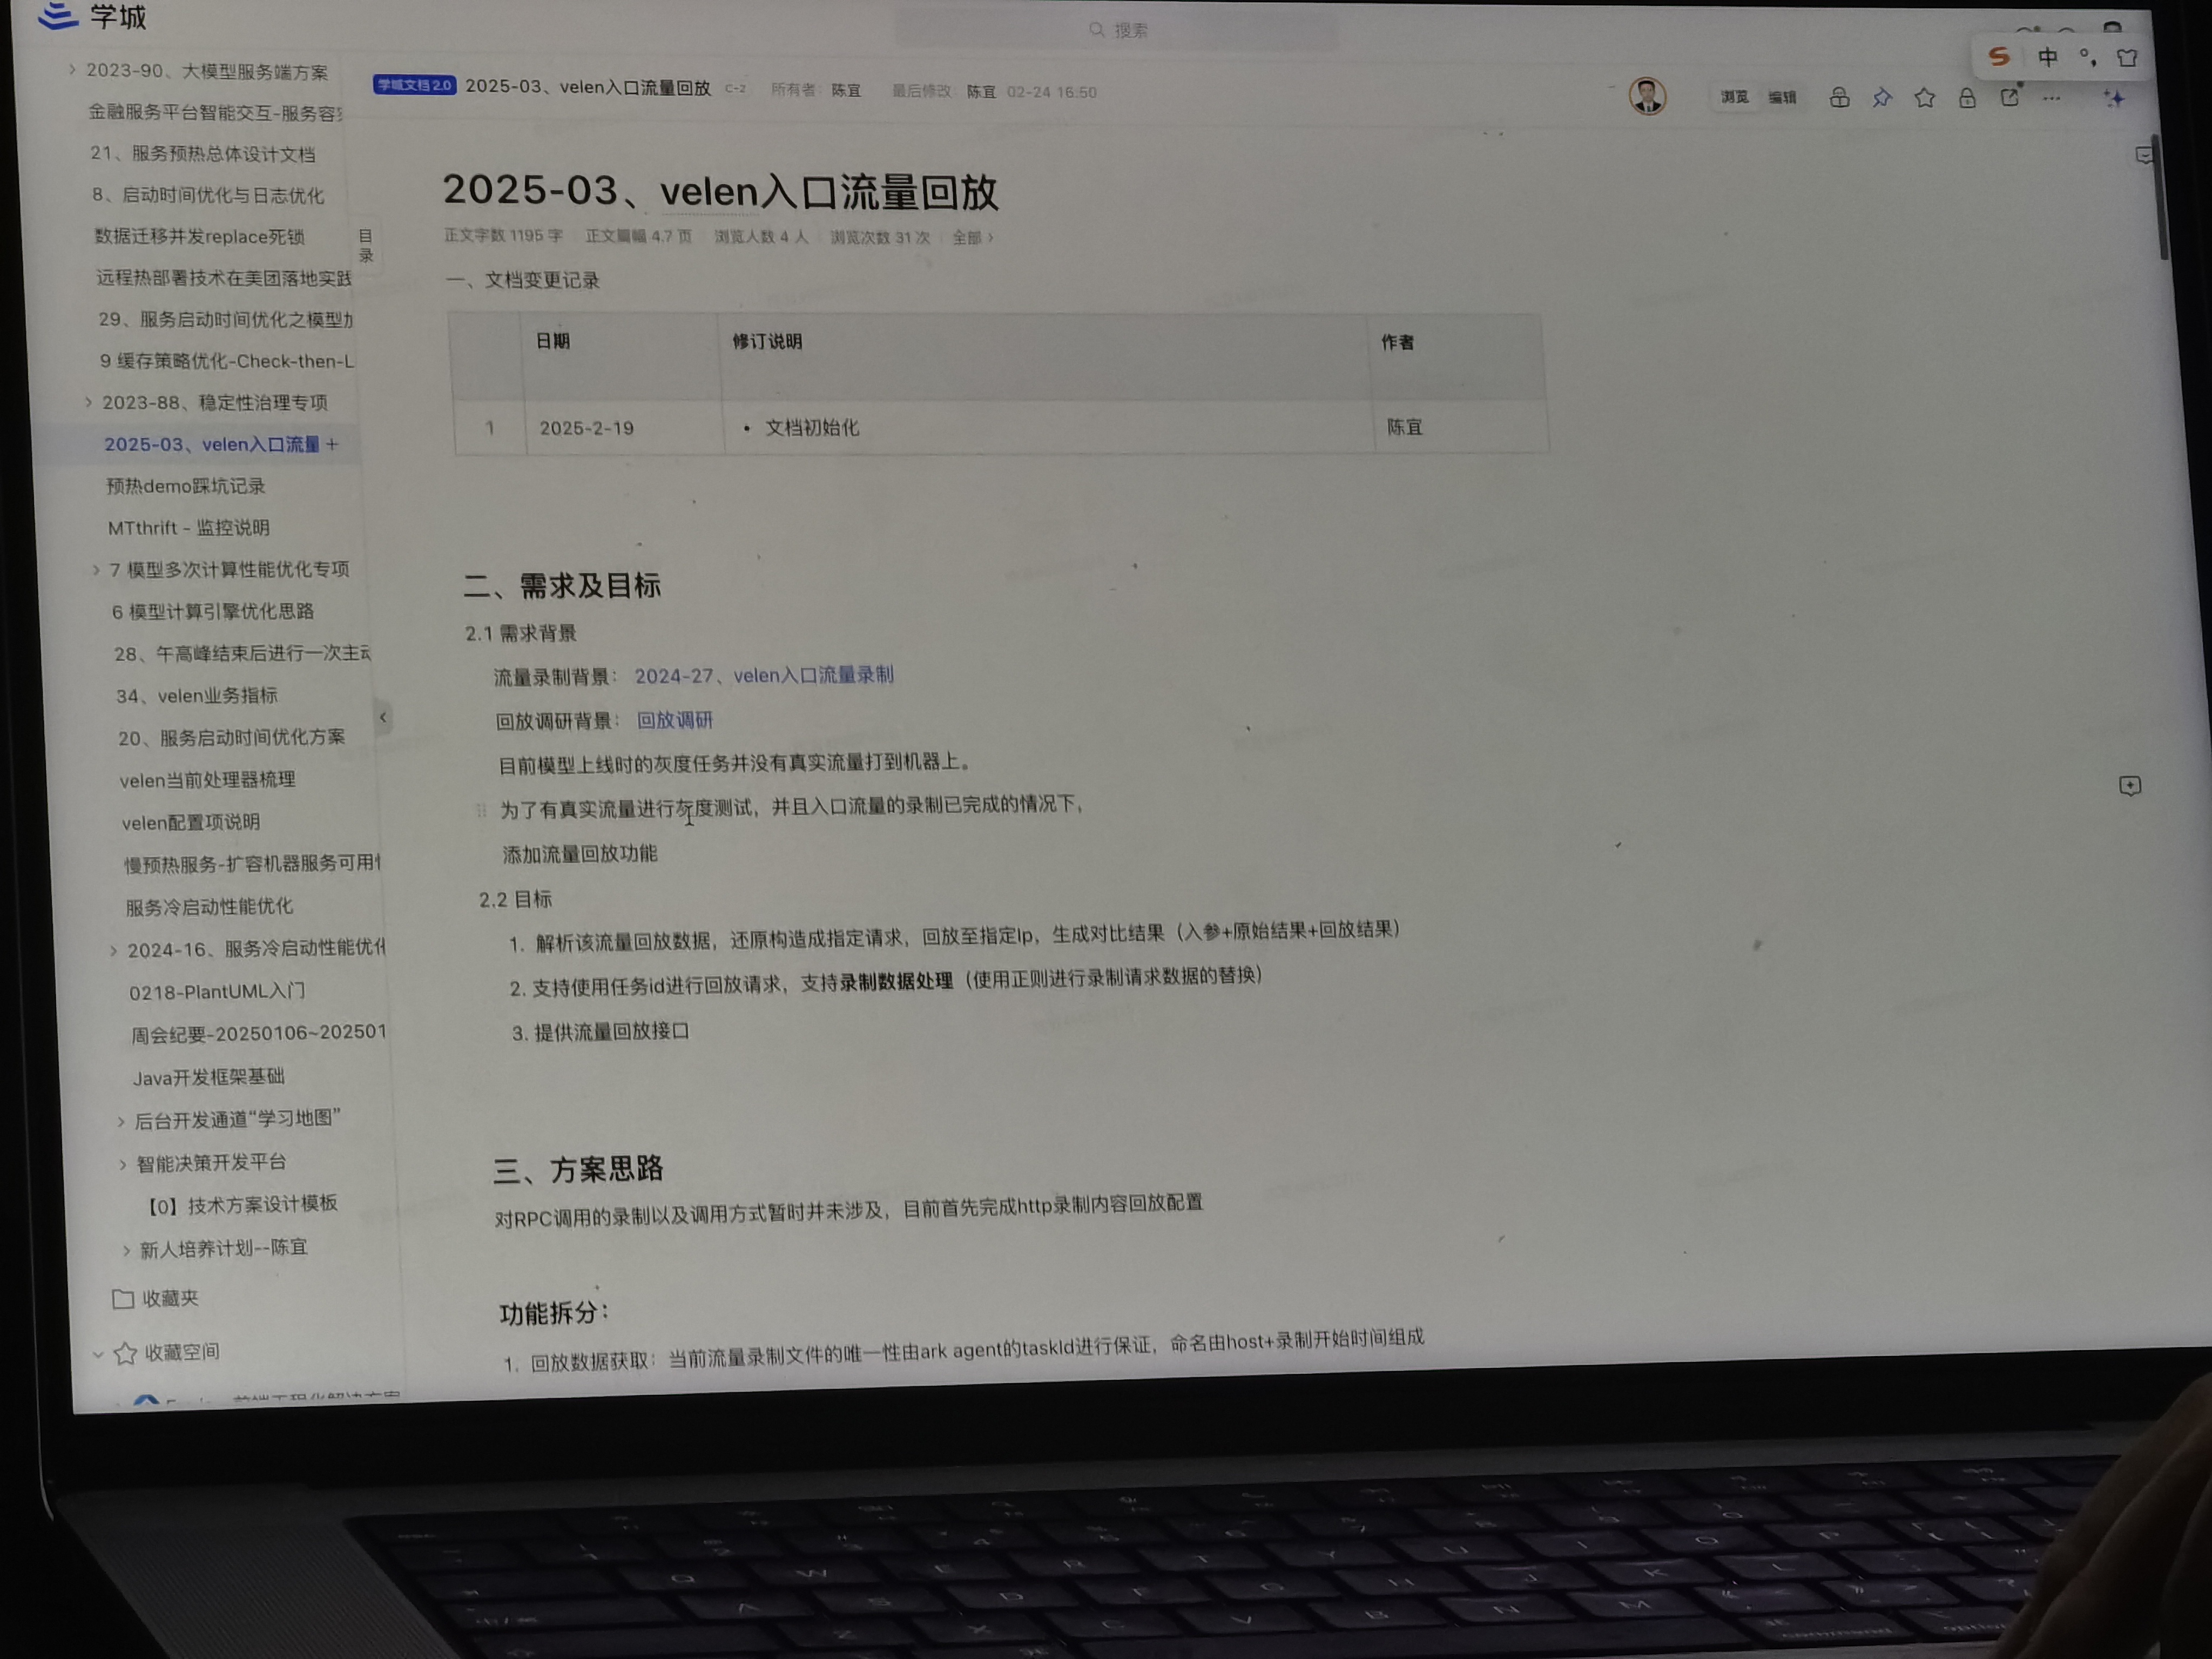 学城
搜索
中
2023-90、大模型服务端方案
金融服务平台智能交互-服务容
21、服务预热总体设计文档
8、启动时间优化与日志优化
数据迁移并发replace死锁
远程热部署技术在美团落地实践
29、服务启动时间优化之模型加
9 缓存策略优化-Check-then-L
2023-88、稳定性治理专项
2025-03、velen入口流量 +
预热demo踩坑记录
MTthrift - 监控说明
7 模型多次计算性能优化专项
6 模型计算引擎优化思路
28、午高峰结束后进行一次主动
34、velen业务指标
20、服务启动时间优化方案
velen当前处理器梳理
velen配置项说明
慢预热服务-扩容机器服务可用
服务冷启动性能优化
2024-16、服务冷启动性能优化
0218-PlantUML入门
周会纪要-20250106~202501
Java开发框架基础
后台开发通道“学习地图”
智能决策开发平台
【0】技术方案设计模板
新人培养计划--陈宜
收藏夹
收藏空间
目录
学城文档2.0 2025-03、velen入口流量回放 C-2 所有者: 陈宜 最后修改: 陈宜 02-24 16:50
浏览 编辑
2025-03、velen入口流量回放
正文字数 1195 字 正文篇幅 4.7 页 浏览人数 4 人 浏览次数 31 次 全部
一、文档变更记录
日期 修订说明 作者
1 2025-2-19 • 文档初始化 陈宜
二、需求及目标
2.1 需求背景
流量录制背景： 2024-27、velen入口流量录制
回放调研背景： 回放调研
目前模型上线时的灰度任务并没有真实流量打到机器上。
为了有真实流量进行灰度测试，并且入口流量的录制已完成的情况下，
添加流量回放功能
2.2 目标
1. 解析该流量回放数据，还原构造成指定请求，回放至指定Ip，生成对比结果（入参+原始结果+回放结果）
2. 支持使用任务id进行回放请求，支持录制数据处理（使用正则进行录制请求数据的替换）
3. 提供流量回放接口
三、方案思路
对RPC调用的录制以及调用方式暂时并未涉及，目前首先完成http录制内容回放配置
功能拆分：
1. 回放数据获取：当前流量录制文件的唯一性由ark agent的taskId进行保证，命名由host+录制开始时间组成
Q W E R T Y U I O P
A S D F G H J K L
Z X C V B N M
command option